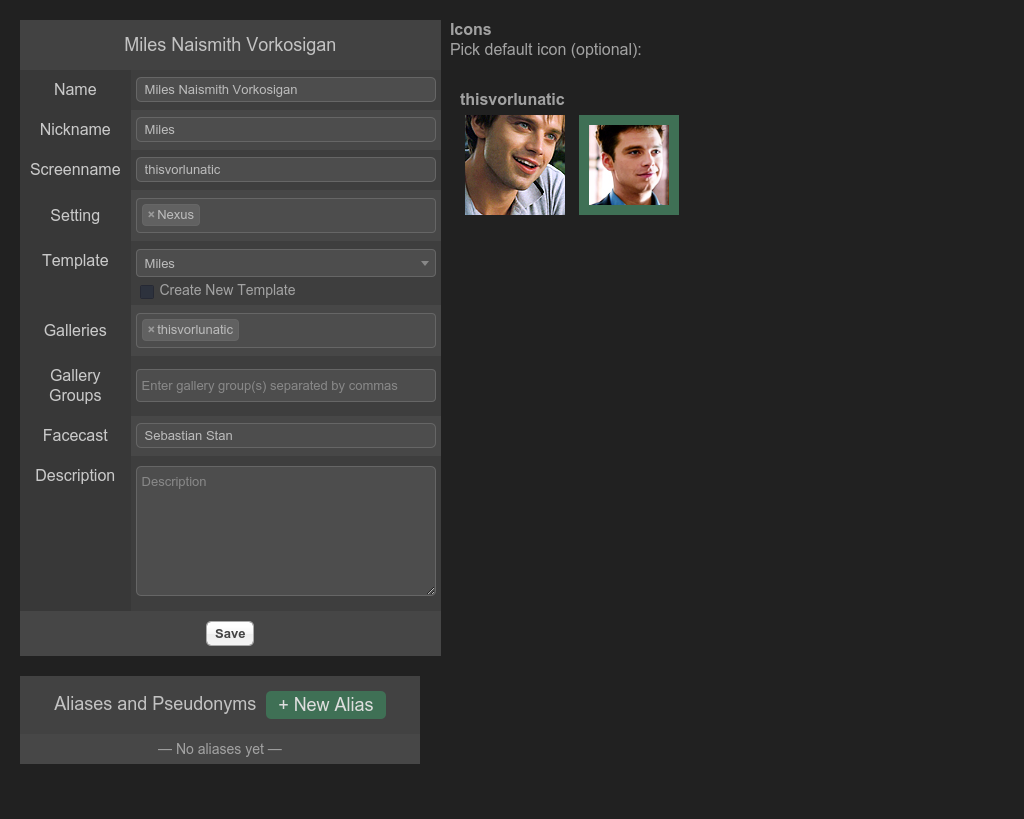 Miles Naismith Vorkosigan
Name
Miles Naismith Vorkosigan
Nickname
Miles
Screenname
thisvorlunatic
Setting
× Nexus
Template
Miles
Create New Template
Galleries
× thisvorlunatic
Gallery
Groups
Enter gallery group(s) separated by commas
Facecast
Sebastian Stan
Description
Description
Save
Aliases and Pseudonyms
+ New Alias
— No aliases yet —
Icons
Pick default icon (optional):
thisvorlunatic